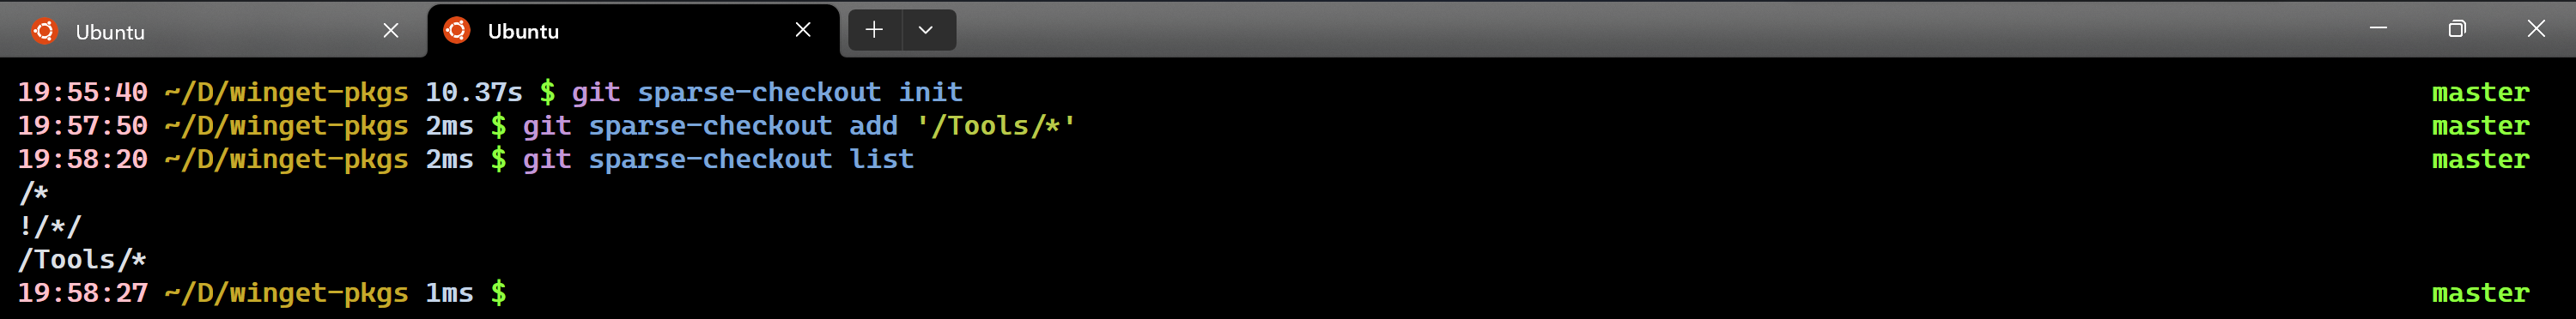 Ubuntu
Ubuntu
19:55:40 ~/D/winget-pkgs 10.37s $ git sparse-checkout init master
19:57:50 ~/D/winget-pkgs 2ms $ git sparse-checkout add '/Tools/*' master
19:58:20 ~/D/winget-pkgs 2ms $ git sparse-checkout list master
/*
!/*/
/Tools/*
19:58:27 ~/D/winget-pkgs 1ms $ master